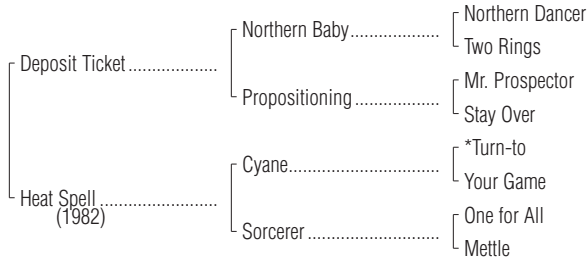 Northern Dancer
Northern Baby....................
Two Rings
Deposit Ticket....................
Mr. Prospector
Propositioning ...................
Stay Over
*Turn-to
Cyane..................................
Your Game
Heat Spell ..........................
(1982)
One for All
Sorcerer ..............................
Mettle